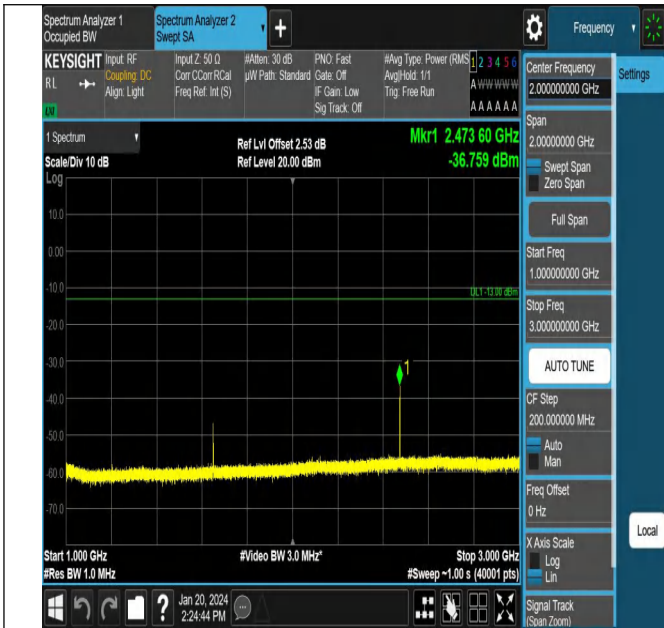 Spectrum Analyzer 1
Occupied BW
Spectrum Analyzer 2
Swept SA
Frequency
KEYSIGHT
RL
LXI
Input: RF
Coupling: DC
Align: Light
Input Z: 50 Ω
Corr CCorr RCal
Freq Ref: Int (S)
#Atten: 30 dB
µW Path: Standard
PNO: Fast
Gate: Off
IF Gain: Low
Sig Track: Off
#Avg Type: Power (RMS
Avg|Hold: 1/1
Trig: Free Run
1 2 3 4 5 6
A W W W W W
A A A A A A
1 Spectrum
Scale/Div 10 dB
Log
Ref Lvl Offset 2.53 dB
Ref Level 20.00 dBm
Mkr1 2.473 60 GHz
-36.759 dBm
10.0
0.00
-10.0
DL1 -13.00 dBm
-20.0
-30.0
1
-40.0
-50.0
-60.0
-70.0
Start 1.000 GHz
#Res BW 1.0 MHz
#Video BW 3.0 MHz*
Stop 3.000 GHz
#Sweep ~1.00 s (40001 pts)
Jan 20, 2024
2:24:44 PM
Center Frequency
2.000000000 GHz
Settings
Span
2.00000000 GHz
Swept Span
Zero Span
Full Span
Start Freq
1.000000000 GHz
Stop Freq
3.000000000 GHz
AUTO TUNE
CF Step
200.000000 MHz
Auto
Man
Freq Offset
0 Hz
Local
X Axis Scale
Log
Lin
Signal Track
(Span Zoom)